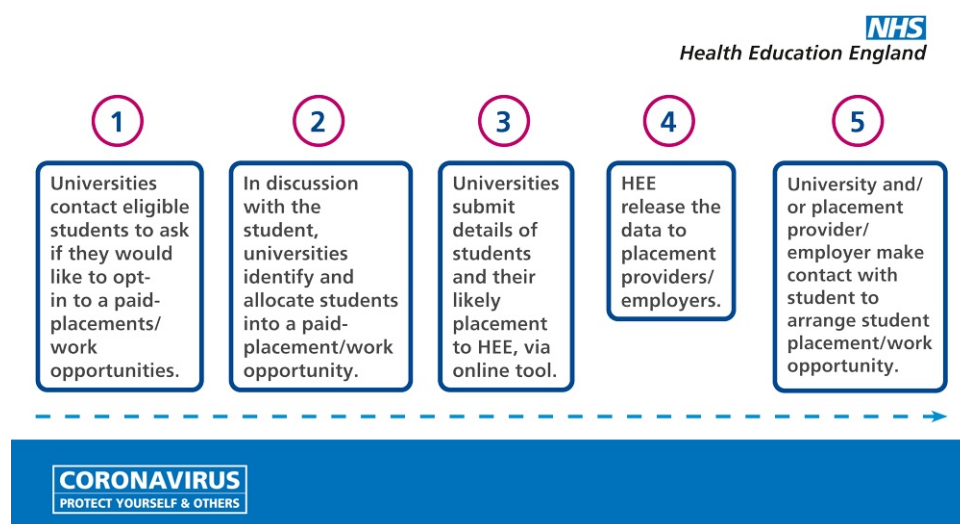 NHS
Health Education England
1
Universities
contact eligible
students to ask
if they would
like to opt-
in to a paid-
placements/
work
opportunities.
2
In discussion
with the
student,
universities
identify and
allocate students
into a paid-
placement/work
opportunity.
3
Universities
submit
details of
students
and their
likely
placement
to HEE, via
online tool.
4
HEE
release the
data to
placement
providers/
employers.
5
University and/
or placement
provider/
employer make
contact with
student to
arrange student
placement/work
opportunity.
CORONAVIRUS
PROTECT YOURSELF & OTHERS